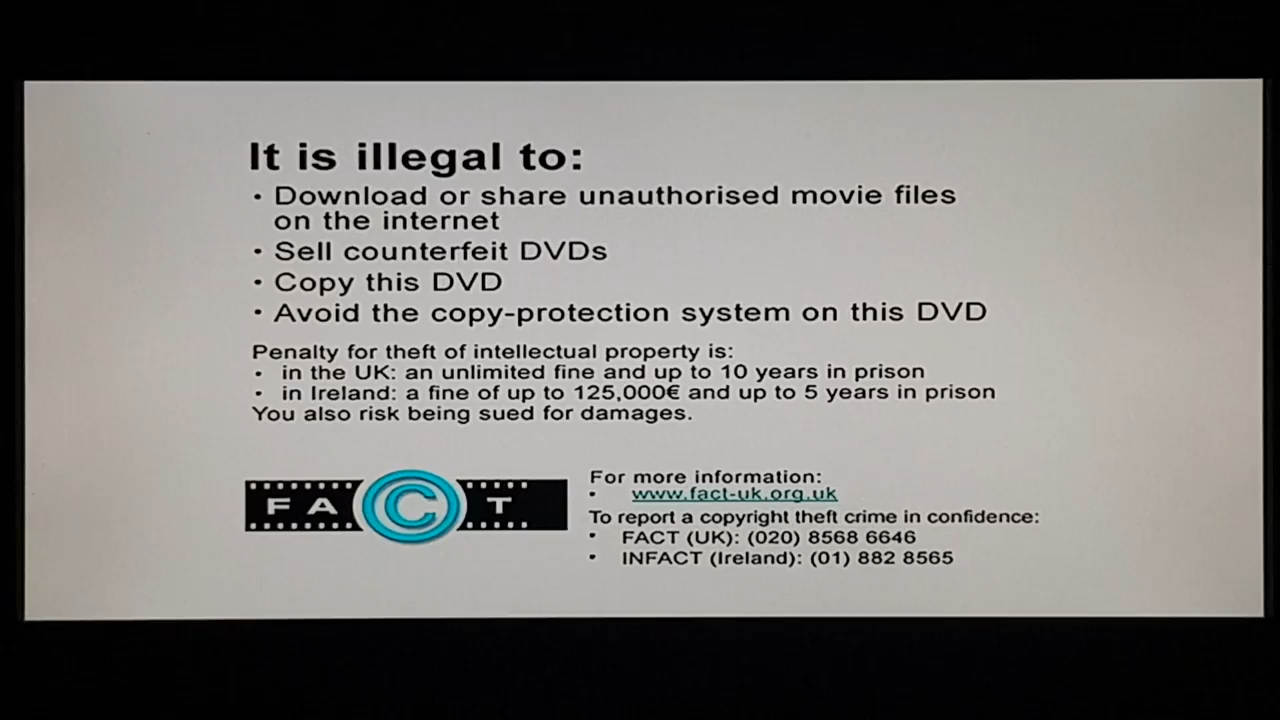 It is illegal to:
· Download or share unauthorised movie files
on the internet
· Sell counterfeit DVDs
· Copy this DVD
· Avoid the copy-protection system on this DVD
Penalty for theft of intellectual property is:
· in the UK: an unlimited fine and up to 10 years in prison
· in Ireland: a fine of up to 125,000€ and up to 5 years in prison
You also risk being sued for damages.
FACT
For more information:
· www.fact-uk.org.uk
To report a copyright theft crime in confidence:
· FACT (UK): (020) 8568 6646
· INFACT (Ireland): (01) 882 8565